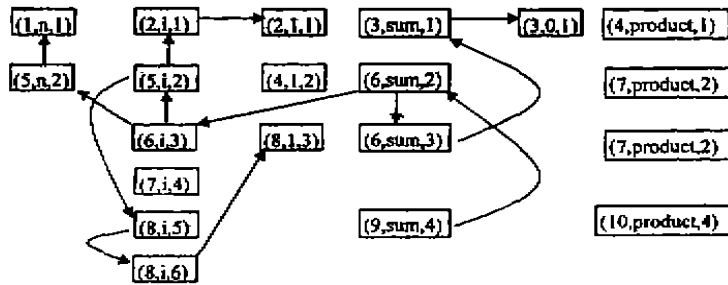 (1,n,1) (2,i,1) (2,1,1) (3,sum,1) (3,0,1) (4,product,1)
(5,n,2) (5,i,2) (4,1,2) (6,sum,2) (7,product,2)
(6,i,3) (8,1,3) (6,sum,3) (7,product,2)
(7,i,4)
(8,i,5) (9,sum,4) (10,product,4)
(8,i,6)